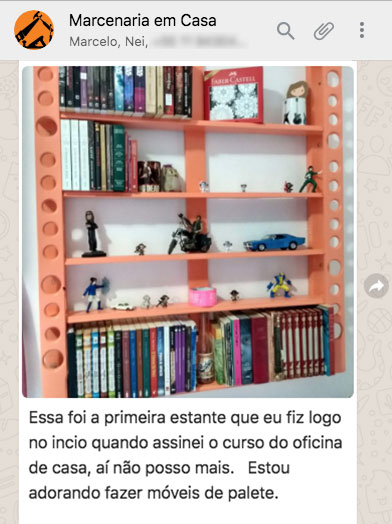 Marcenaria em Casa
Marcelo, Nei,
FABER-CASTELL
Essa foi a primeira estante que eu fiz logo
no incio quando assinei o curso do oficina
de casa, aí não posso mais. Estou
adorando fazer móveis de palete.